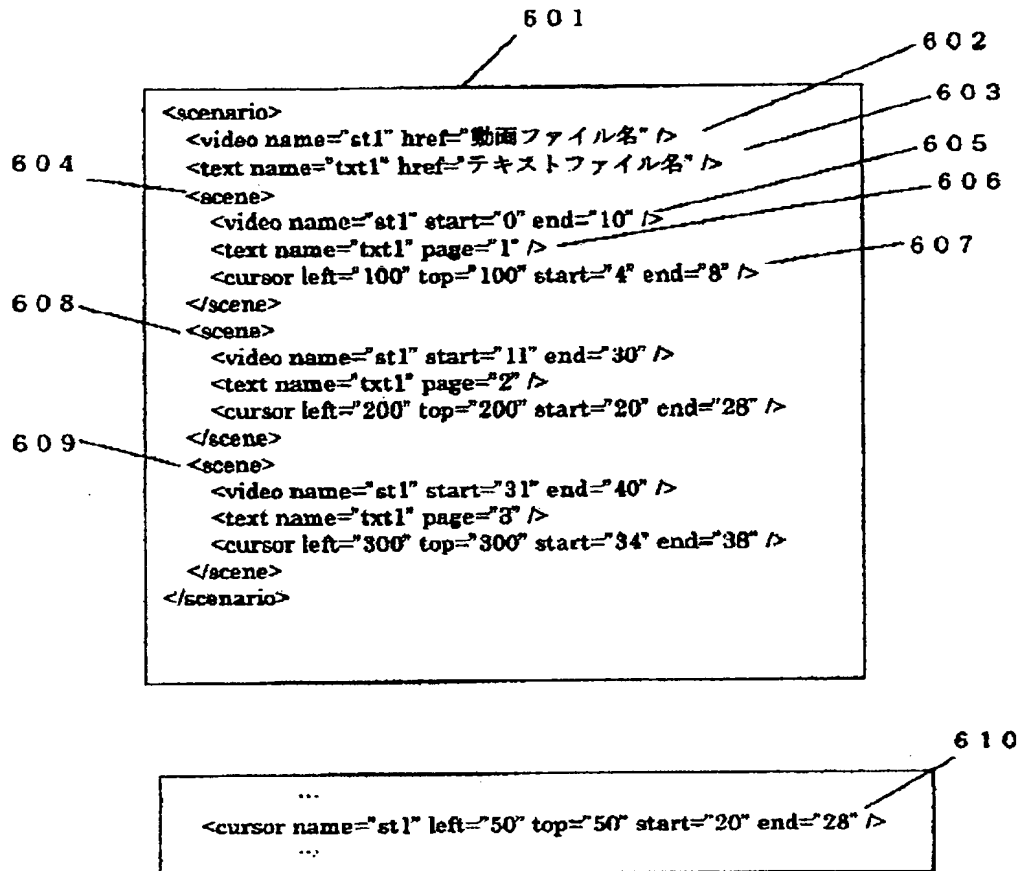 601
602
<scenario>
603
<video name="st1" href="動画ファイル名" />
604
<text name="txt1" href="テキストファイル名" />
605
<scene>
606
<video name="st1" start="0" end="10" />
<text name="txt1" page="1" />
607
<cursor left="100" top="100" start="4" end="8" />
</scene>
608
<scene>
<video name="st1" start="11" end="30" />
<text name="txt1" page="2" />
<cursor left="200" top="200" start="20" end="28" />
</scene>
609
<scene>
<video name="st1" start="31" end="40" />
<text name="txt1" page="3" />
<cursor left="300" top="300" start="34" end="38" />
</scene>
</scenario>
610
...
<cursor name="st1" left="50" top="50" start="20" end="28" />
...